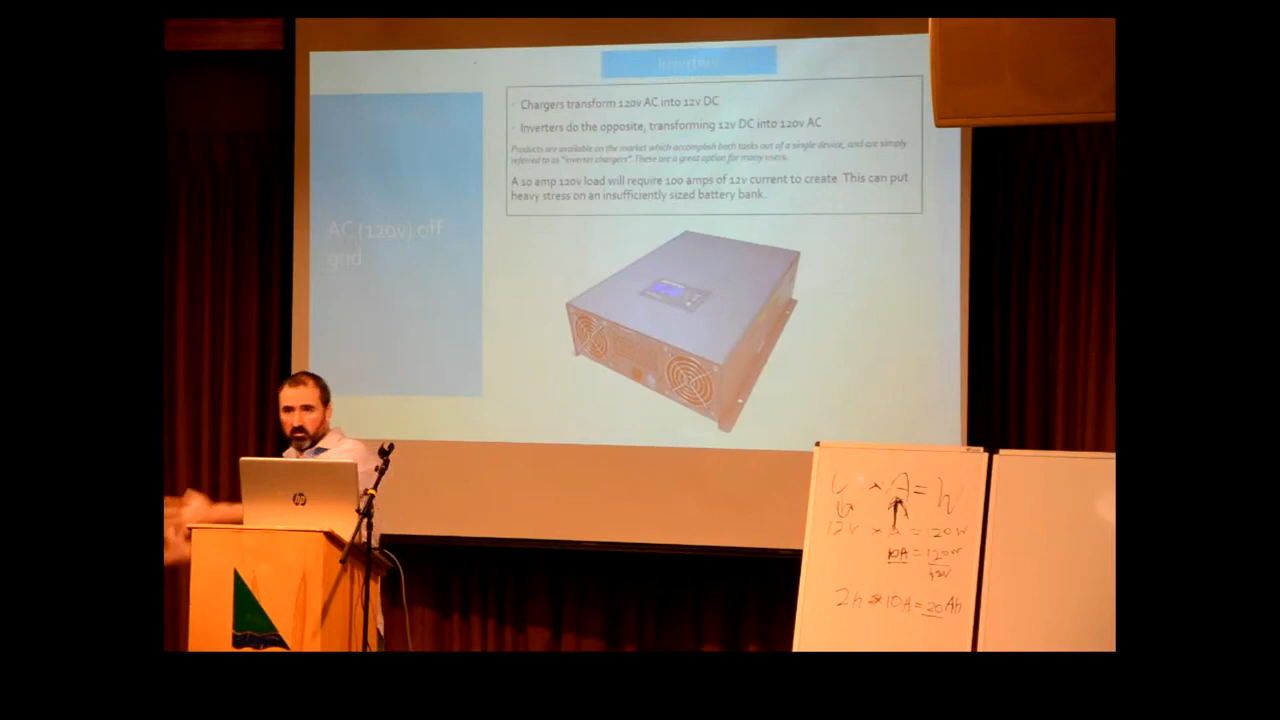 Inverters
· Chargers transform 120v AC into 12v DC
· Inverters do the opposite, transforming 12v DC into 120v AC
Products are available on the market which accomplish both tasks out of a single device, and are simply
referred to as "inverter chargers". These are a great option for many users.
A 10 amp 120v load will require 100 amps of 12v current to create. This can put
heavy stress on an insufficiently sized battery bank.
AC (120v) off
grid
hp
× A = W
12v × A = 120W
10A = 120w
12v
2h × 10A = 20Ah